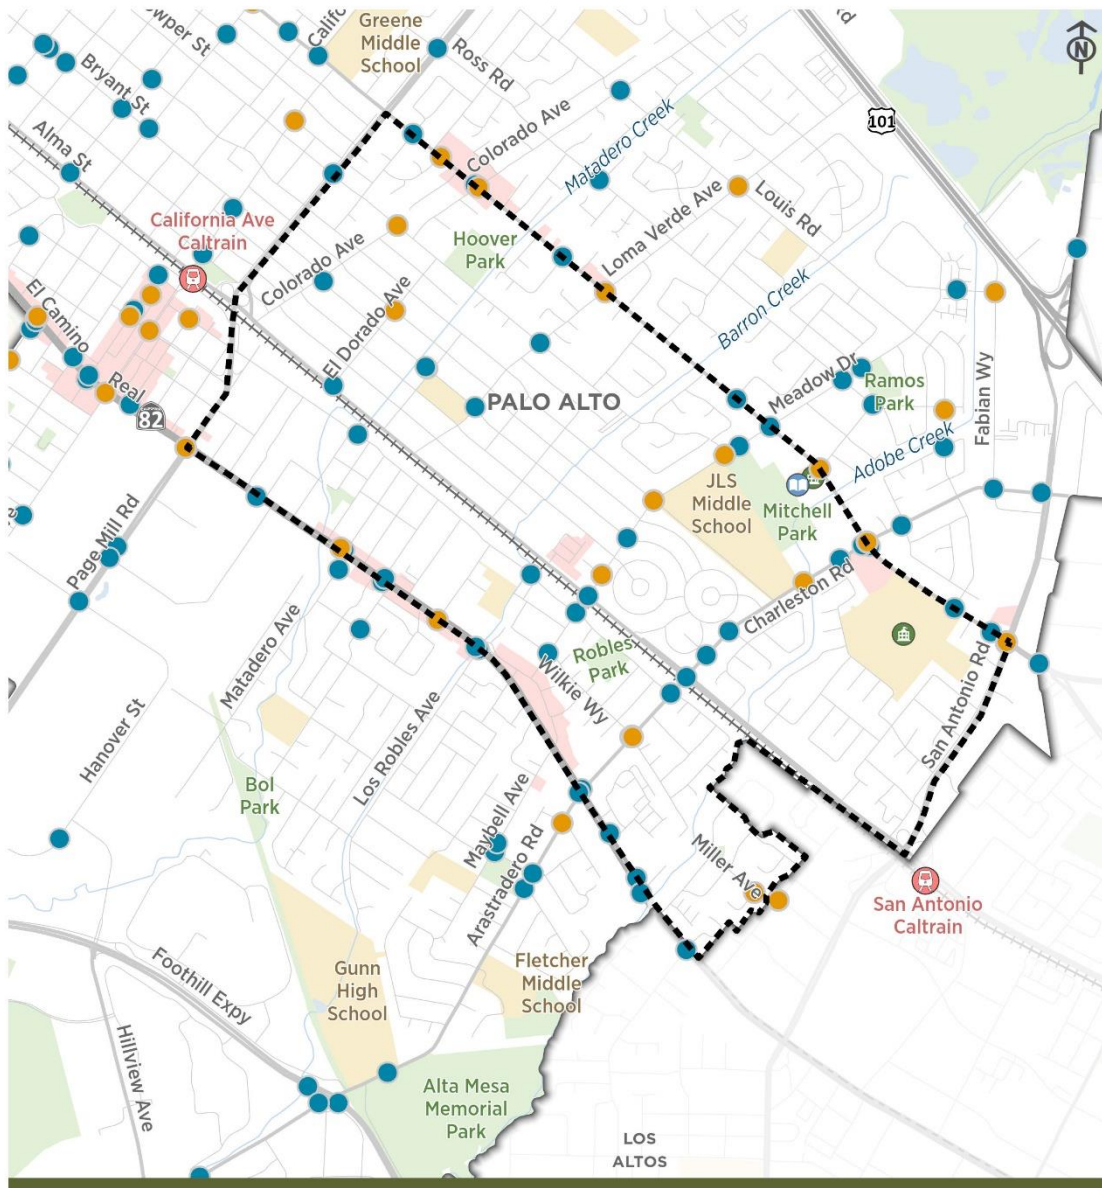 Greene
Middle
School
Ross Rd
Bryant St
Alma St
Colorado Ave
Matadero Creek
101
N
California Ave
Caltrain
Hoover
Park
Loma Verde Ave
Louis Rd
Colorado Ave
El Dorado Ave
Barron Creek
El Camino
Real
82
PALO ALTO
Meadow Dr
Ramos
Park
Fabian Wy
Adobe Creek
JLS
Middle
School
Mitchell
Park
Page Mill Rd
Charleston Rd
Matadero Ave
Robles
Park
Wilkie Wy
San Antonio Rd
Hanover St
Los Robles Ave
Bol
Park
Maybell Ave
Arastradero Rd
Miller Ave
San Antonio
Caltrain
Foothill Expy
Gunn
High
School
Fletcher
Middle
School
Hillview Ave
Alta Mesa
Memorial
Park
LOS
ALTOS